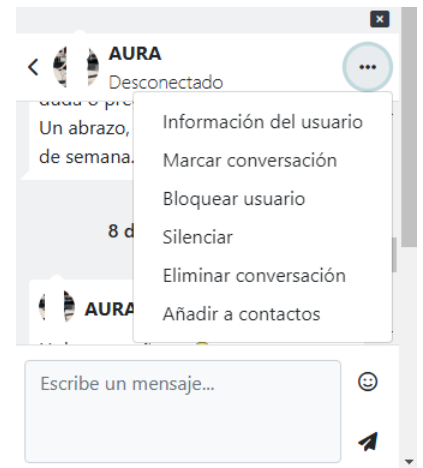 AURA
Desconectado
Un abrazo,
de semana.
8 d
AURA
Información del usuario
Marcar conversación
Bloquear usuario
Silenciar
Eliminar conversación
Añadir a contactos
Escribe un mensaje...